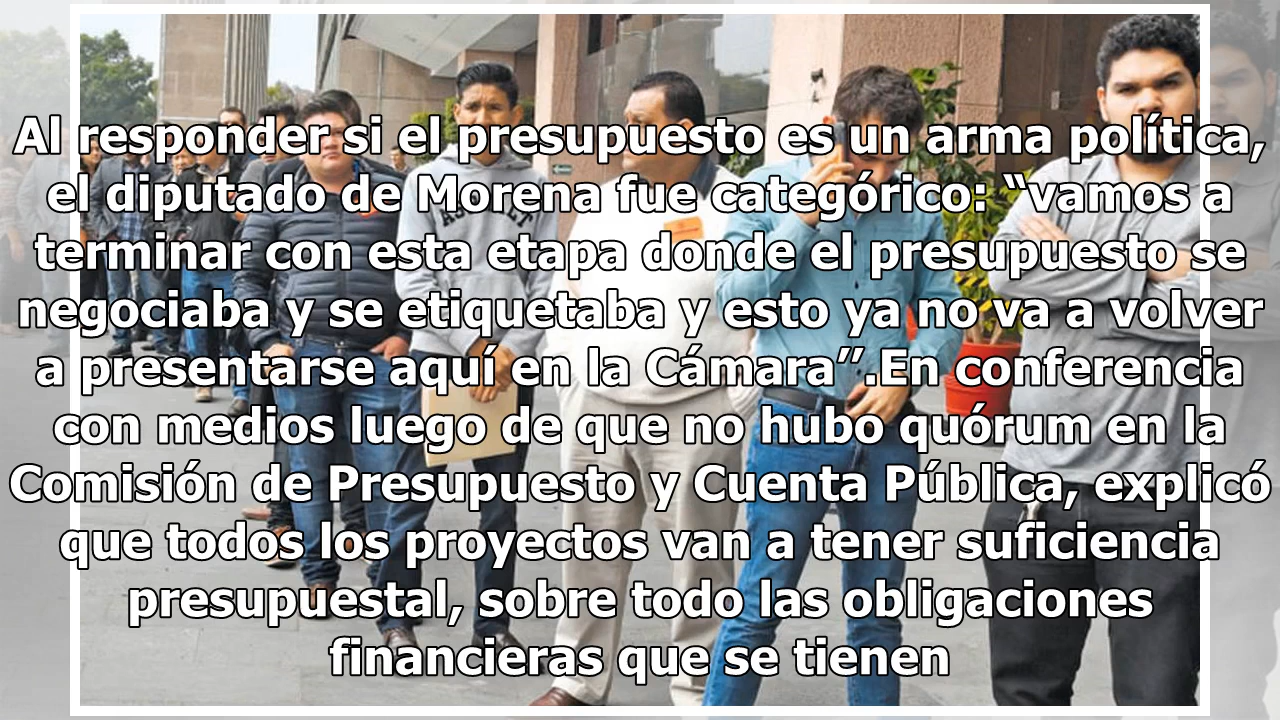 Al responder si el presupuesto es un arma política,
el diputado de Morena fue categórico: “vamos a
terminar con esta etapa donde el presupuesto se
negociaba y se etiquetaba y esto ya no va a volver
a presentarse aquí en la Cámara’’.En conferencia
con medios luego de que no hubo quórum en la
Comisión de Presupuesto y Cuenta Pública, explicó
que todos los proyectos van a tener suficiencia
presupuestal, sobre todo las obligaciones
financieras que se tienen